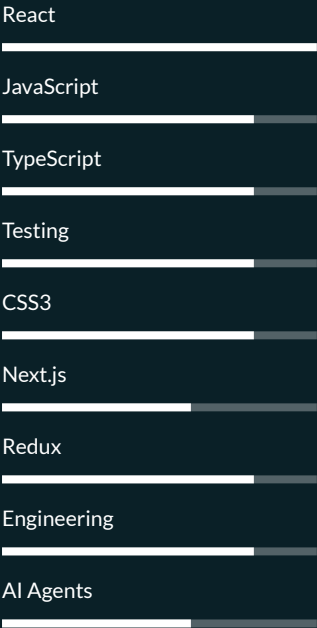 React
JavaScript
TypeScript
Testing
CSS3
Next.js
Redux
Engineering
AI Agents